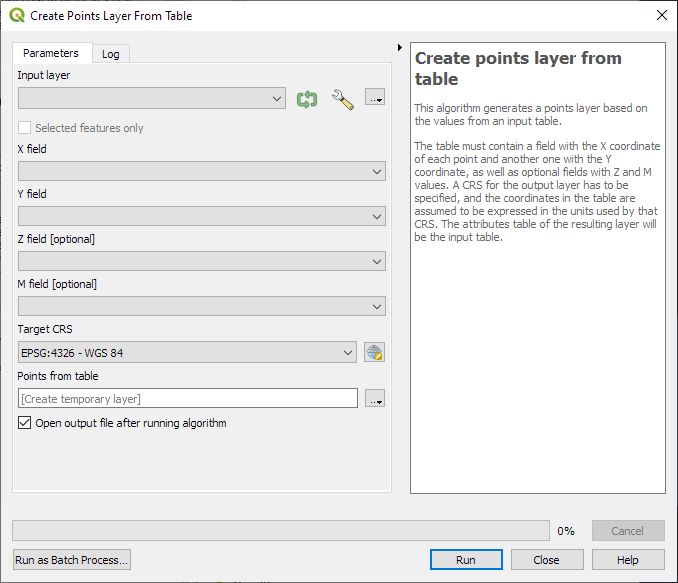 Create Points Layer From Table
Parameters
Log
Input layer
...
Selected features only
X field
Y field
Z field [optional]
M field [optional]
Target CRS
EPSG:4326 - WGS 84
Points from table
[Create temporary layer]
...
Open output file after running algorithm
Create points layer from
table
This algorithm generates a points layer based on
the values from an input table.
The table must contain a field with the X coordinate
of each point and another one with the Y
coordinate, as well as optional fields with Z and M
values. A CRS for the output layer has to be
specified, and the coordinates in the table are
assumed to be expressed in the units used by that
CRS. The attributes table of the resulting layer will
be the input table.
0%
Cancel
Run as Batch Process...
Run
Close
Help